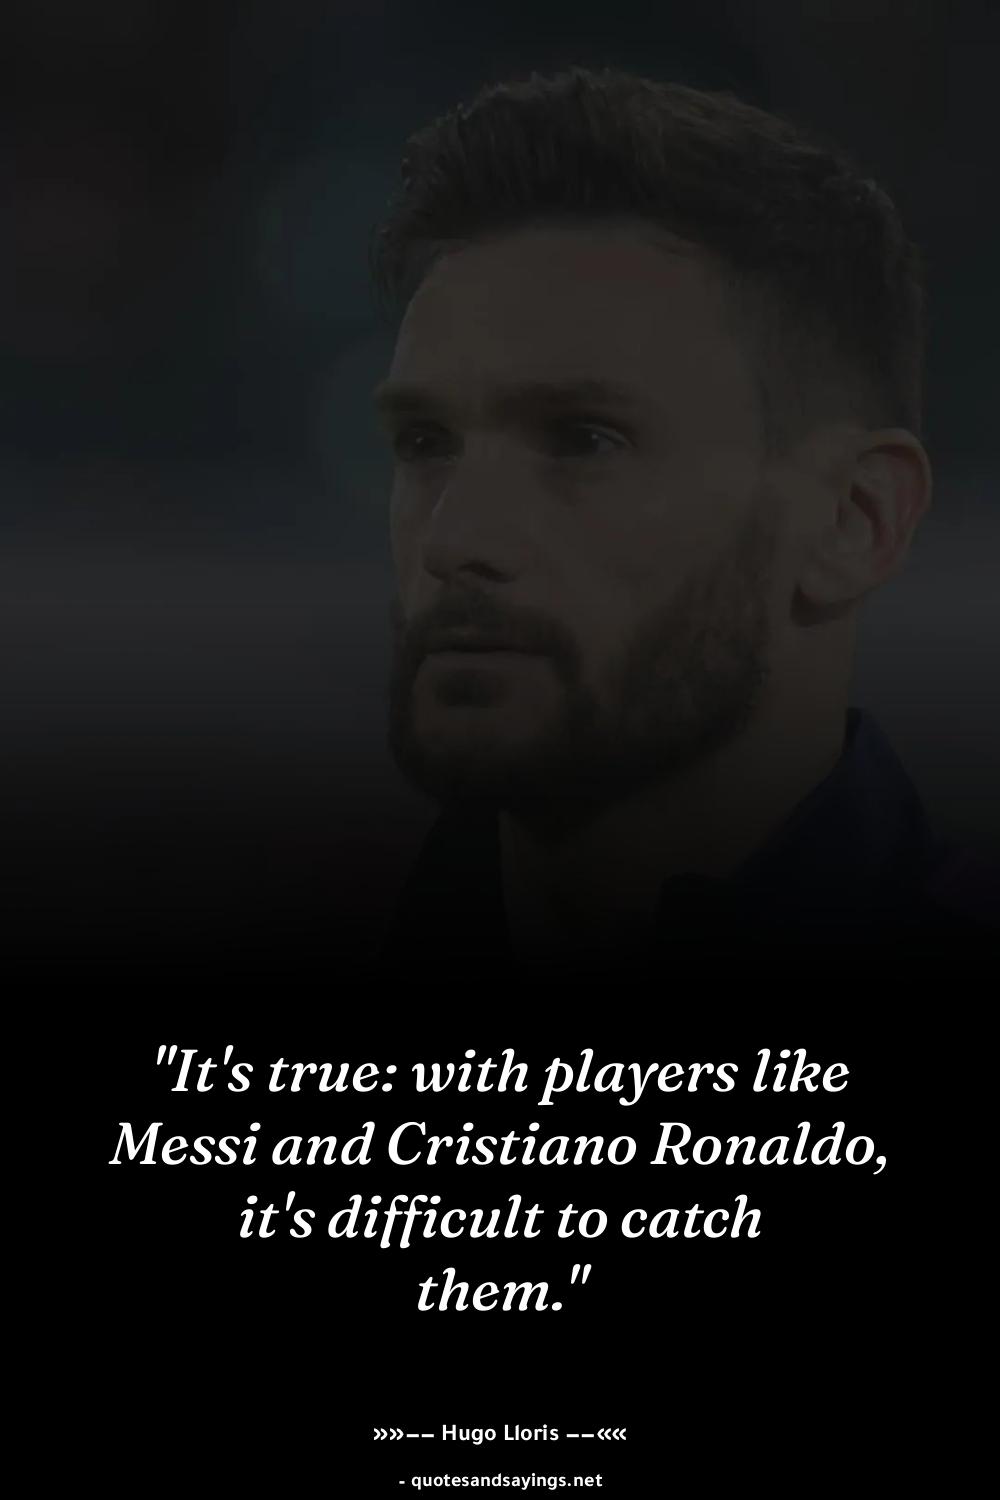 "It's true: with players like
Messi and Cristiano Ronaldo,
it's difficult to catch
them."
»»−− Hugo Lloris −−««
- quotesandsayings.net